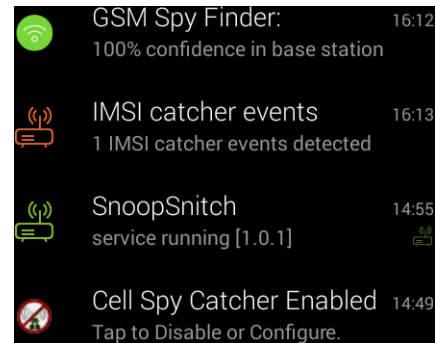 GSM Spy Finder: 16:12
100% confidence in base station
IMSI catcher events 16:13
1 IMSI catcher events detected
SnoopSnitch 14:55
service running [1.0.1]
Cell Spy Catcher Enabled 14:49
Tap to Disable or Configure.